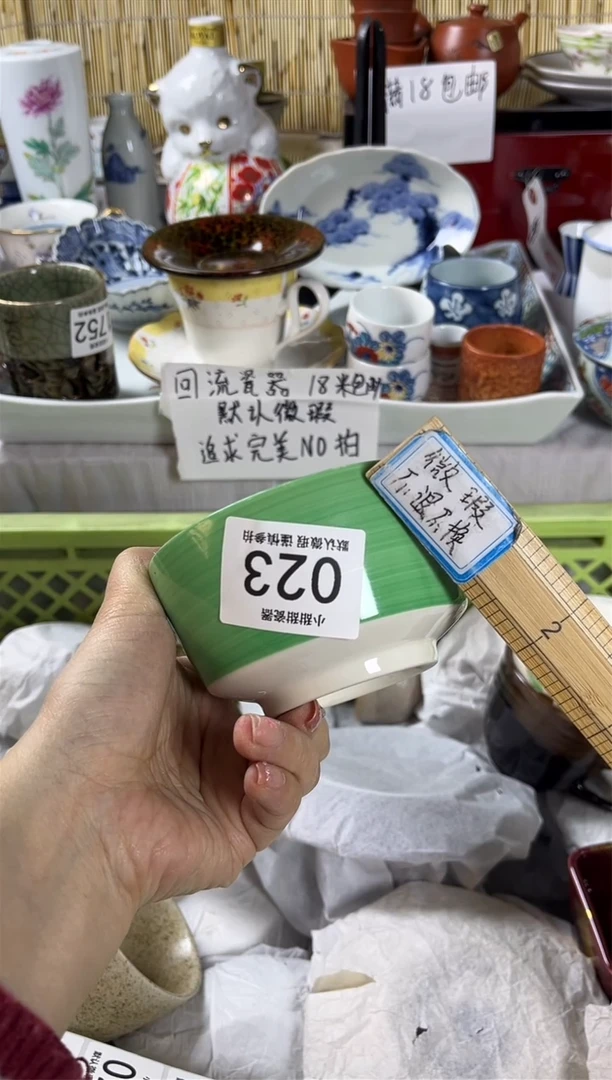 满18包邮
752
回流瓷器 18米包邮
默认微瑕
追求完美NO拍
微瑕
不退不换
小甜甜瓷器
023
默认微瑕谨慎参拍
2